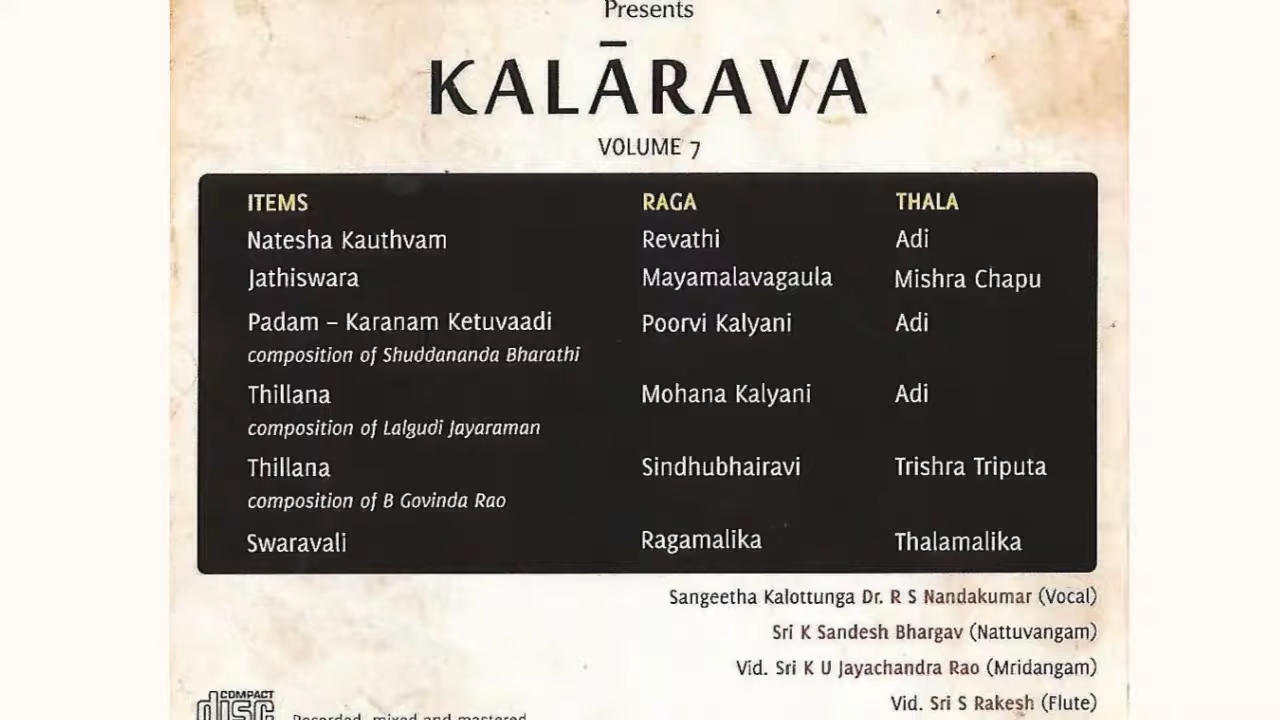 Presents
KALĀRAVA
VOLUME 7
ITEMS RAGA THALA
Natesha Kauthvam Revathi Adi
Jathiswara Mayamalavagaula Mishra Chapu
Padam – Karanam Ketuvaadi Poorvi Kalyani Adi
composition of Shuddananda Bharathi
Thillana Mohana Kalyani Adi
composition of Lalgudi Jayaraman
Thillana Sindhubhairavi Trishra Triputa
composition of B Govinda Rao
Swaravali Ragamalika Thalamalika
Sangeetha Kalottunga Dr. R S Nandakumar (Vocal)
Sri K Sandesh Bhargav (Nattuvangam)
Vid. Sri K U Jayachandra Rao (Mridangam)
Vid. Sri S Rakesh (Flute)
COMPACT
disc
Recorded, mixed and mastered